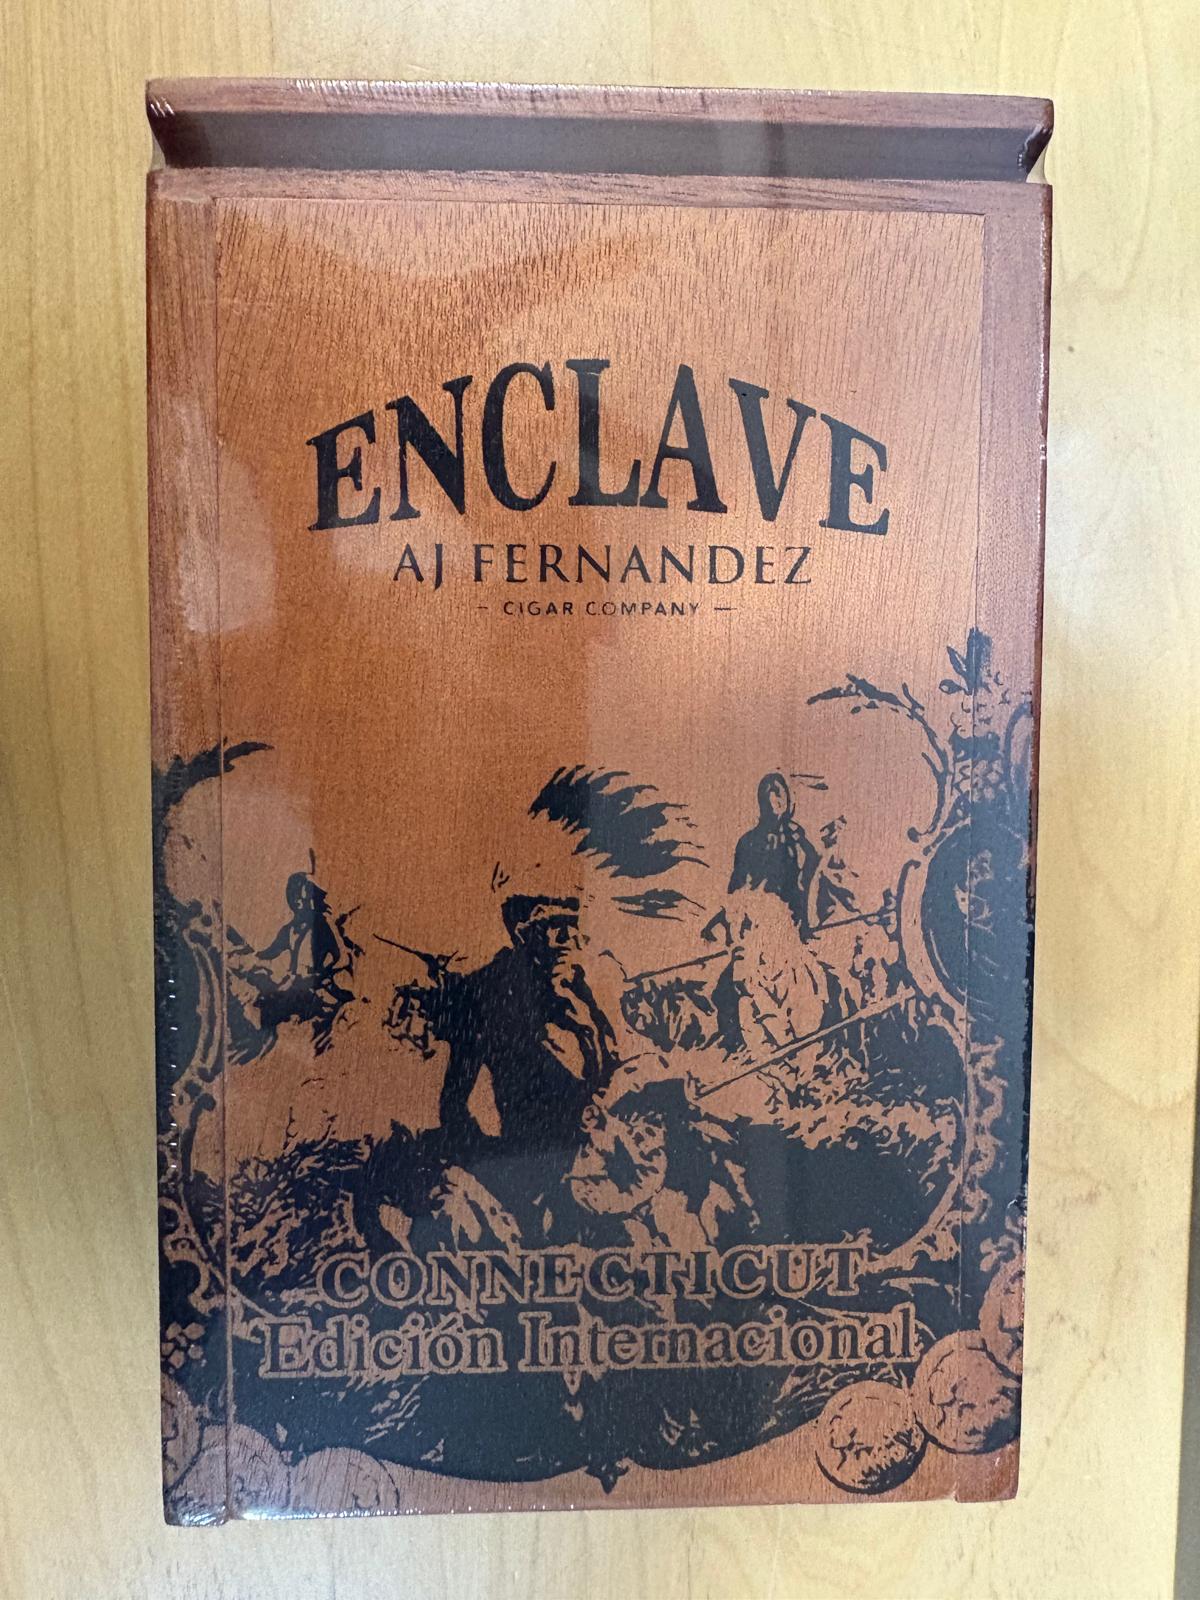 ENCLAVE
AJ FERNANDEZ
- CIGAR COMPANY -
CONNECTICUT
Edición Internacional